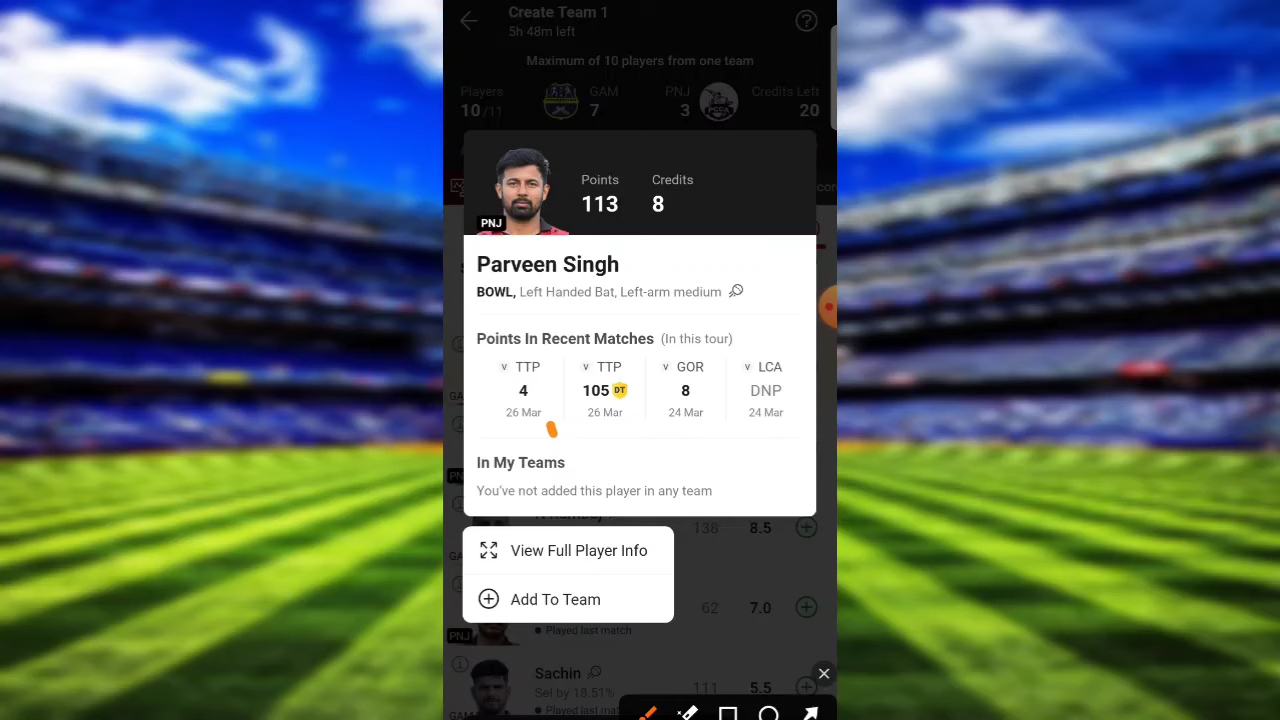 Create Team 1
5h 48m left
Maximum of 10 players from one team
Players GAM PNJ Credits Left
10/11 7 3 20
Points Credits
113 8
PNJ
Parveen Singh
BOWL, Left Handed Bat, Left-arm medium
Points In Recent Matches (In this tour)
v TTP v TTP v GOR v LCA
4 105 DT 8 DNP
26 Mar 26 Mar 24 Mar 24 Mar
In My Teams
You've not added this player in any team
138 8.5
View Full Player Info
Add To Team
62 7.0
Played last match
PNJ
Sachin
Sel by 18.51%
111 5.5